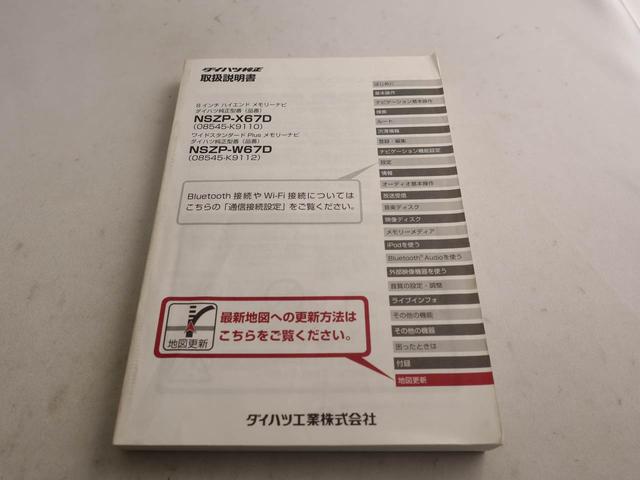 ダイハツ純正
取扱説明書
8インチ ハイエンド メモリーナビ
ダイハツ純正型番（品番）
NSZP-X67D
(08545-K9110)
ワイドスタンダード Plus メモリーナビ
ダイハツ純正型番（品番）
NSZP-W67D
(08545-K9112)
Bluetooth 接続や Wi-Fi 接続については
こちらの「通信接続設定」をご覧ください。
地図更新
最新地図への更新方法は
こちらをご覧ください。
ダイハツ工業株式会社
はじめに
基本操作
ナビゲーション基本操作
検索
ルート
渋滞情報
登録・編集
ナビゲーション機能設定
設定
情報
オーディオ基本操作
放送受信
音楽ディスク
映像ディスク
メモリーメディア
iPodを使う
Bluetooth® Audioを使う
外部映像機器を使う
音質の設定・調整
ライブインフォ
その他の機能
その他の機器
困ったときは
付録
地図更新